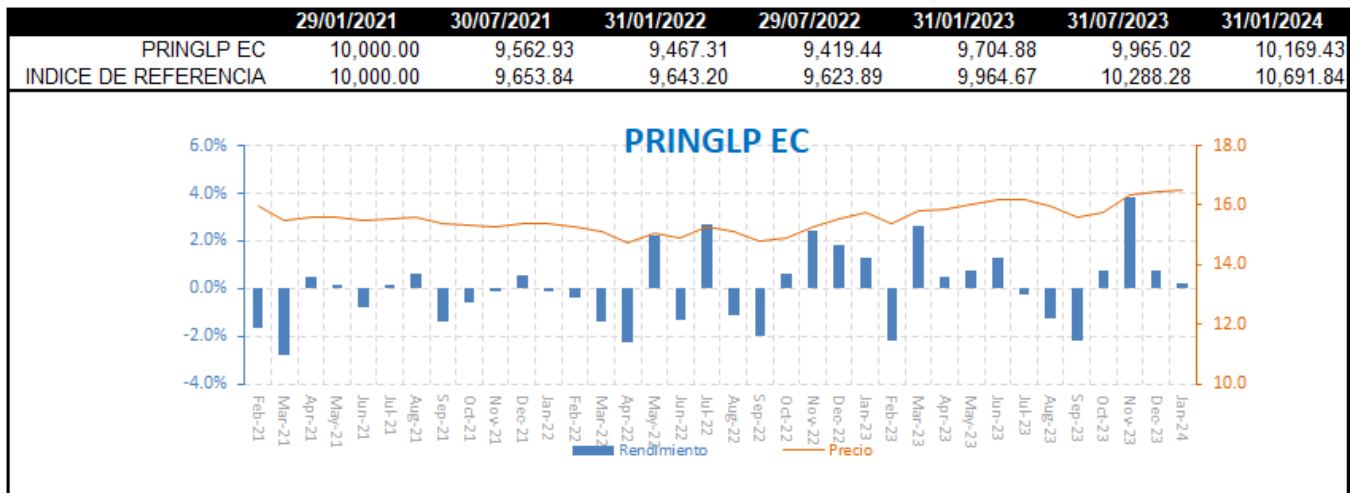 29/01/2021 30/07/2021 31/01/2022 29/07/2022 31/01/2023 31/07/2023 31/01/2024
PRINGLP EC 10,000.00 9,562.93 9,467.31 9,419.44 9,704.88 9,965.02 10,169.43
INDICE DE REFERENCIA 10,000.00 9,653.84 9,643.20 9,623.89 9,964.67 10,288.28 10,691.84
PRINGLP EC
6.0% 18.0
4.0% 16.0
2.0%
14.0
0.0%
-2.0% 12.0
-4.0% 10.0
Feb-21 Mar-21 Apr-21 May-21 Jun-21 Jul-21 Aug-21 Sep-21 Oct-21 Nov-21 Dec-21 Jan-22 Feb-22 Mar-22 Apr-22 May-22 Jun-22 Jul-22 Aug-22 Sep-22 Oct-22 Nov-22 Dec-22 Jan-23 Feb-23 Mar-23 Apr-23 May-23 Jun-23 Jul-23 Aug-23 Sep-23 Oct-23 Nov-23 Dec-23 Jan-24
Rendimiento Precio